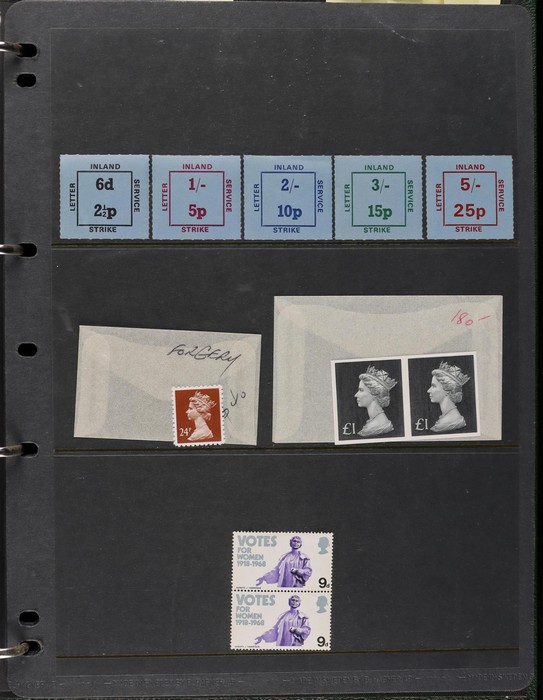 INLAND
6d
2½p
LETTER
SERVICE
STRIKE
INLAND
1/-
5p
LETTER
SERVICE
STRIKE
INLAND
2/-
10p
LETTER
SERVICE
STRIKE
INLAND
3/-
15p
LETTER
SERVICE
STRIKE
INLAND
5/-
25p
LETTER
SERVICE
STRIKE
FORGERY
24P
180-
£1
£1
VOTES
FOR
WOMEN
1918-1968
9d
VOTES
FOR
WOMEN
1918-1968
9d